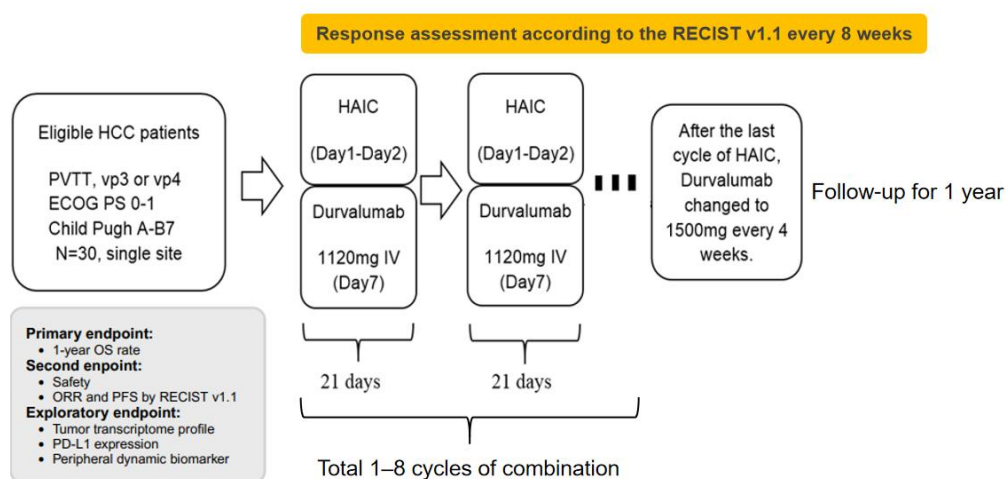 Response assessment according to the RECIST v1.1 every 8 weeks
Eligible HCC patients
PVTT, vp3 or vp4
ECOG PS 0-1
Child Pugh A-B7
N=30, single site
HAIC
(Day1-Day2)
Durvalumab
1120mg IV
(Day7)
21 days
HAIC
(Day1-Day2)
Durvalumab
1120mg IV
(Day7)
21 days
After the last
cycle of HAIC,
Durvalumab
changed to
1500mg every 4
weeks.
Follow-up for 1 year
Primary endpoint:
• 1-year OS rate
Second enpoint:
• Safety
• ORR and PFS by RECIST v1.1
Exploratory endpoint:
• Tumor transcriptome profile
• PD-L1 expression
• Peripheral dynamic biomarker
Total 1–8 cycles of combination